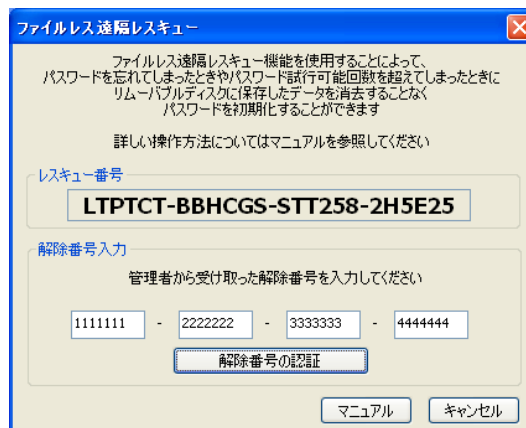 ファイルレス遠隔レスキュー
ファイルレス遠隔レスキュー機能を使用することによって、
パスワードを忘れてしまったときやパスワード試行可能回数を超えてしまったときに
リムーバブルディスクに保存したデータを消去することなく
パスワードを初期化することができます
詳しい操作方法についてはマニュアルを参照してください
レスキュー番号
LTPTCT-BBHCGS-STT258-2H5E25
解除番号入力
管理者から受け取った解除番号を入力してください
1111111 - 2222222 - 3333333 - 4444444
解除番号の認証
マニュアル キャンセル